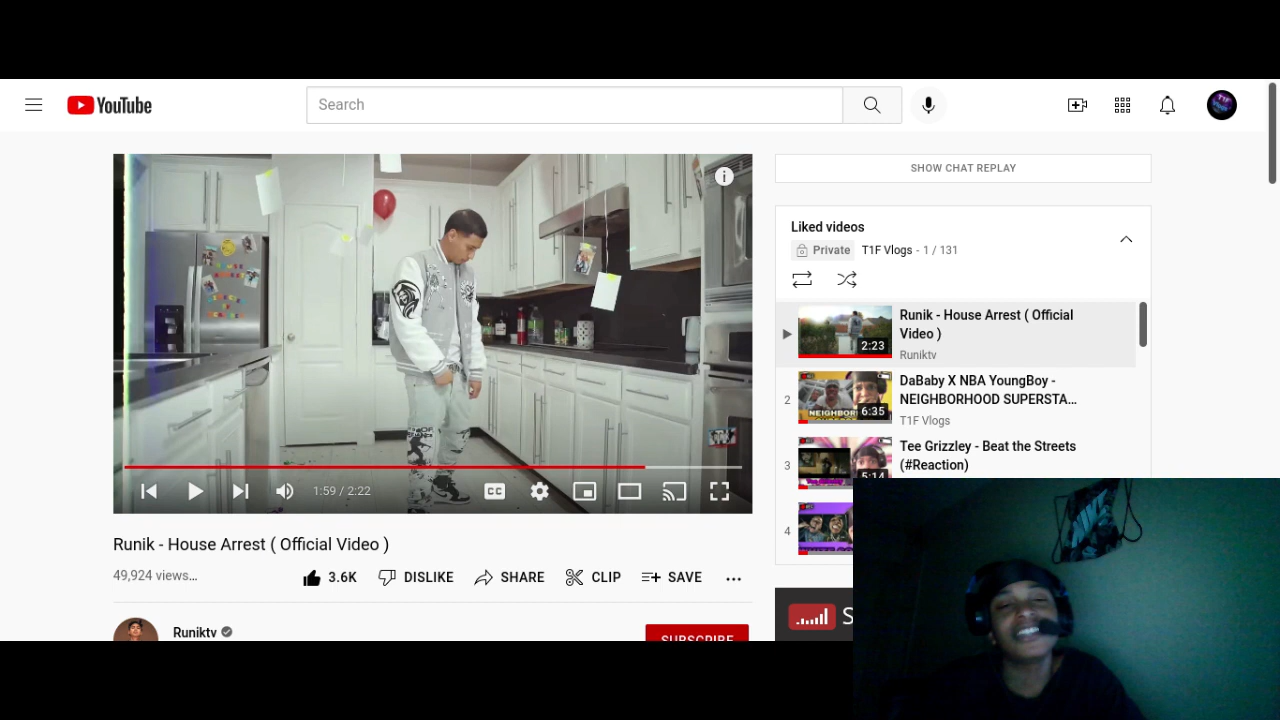 YouTube
Search
SHOW CHAT REPLAY
Liked videos
Private T1F Vlogs - 1 / 131
Runik - House Arrest ( Official
Video )
Runiktv
2:23
2
DaBaby X NBA YoungBoy -
NEIGHBORHOOD SUPERSTA...
T1F Vlogs
6:35
3
Tee Grizzley - Beat the Streets
(#Reaction)
5:14
4
CC
1:59 / 2:22
Runik - House Arrest ( Official Video )
49,924 views...
3.6K DISLIKE SHARE CLIP SAVE
Runiktv
SUBSCRIBE
S